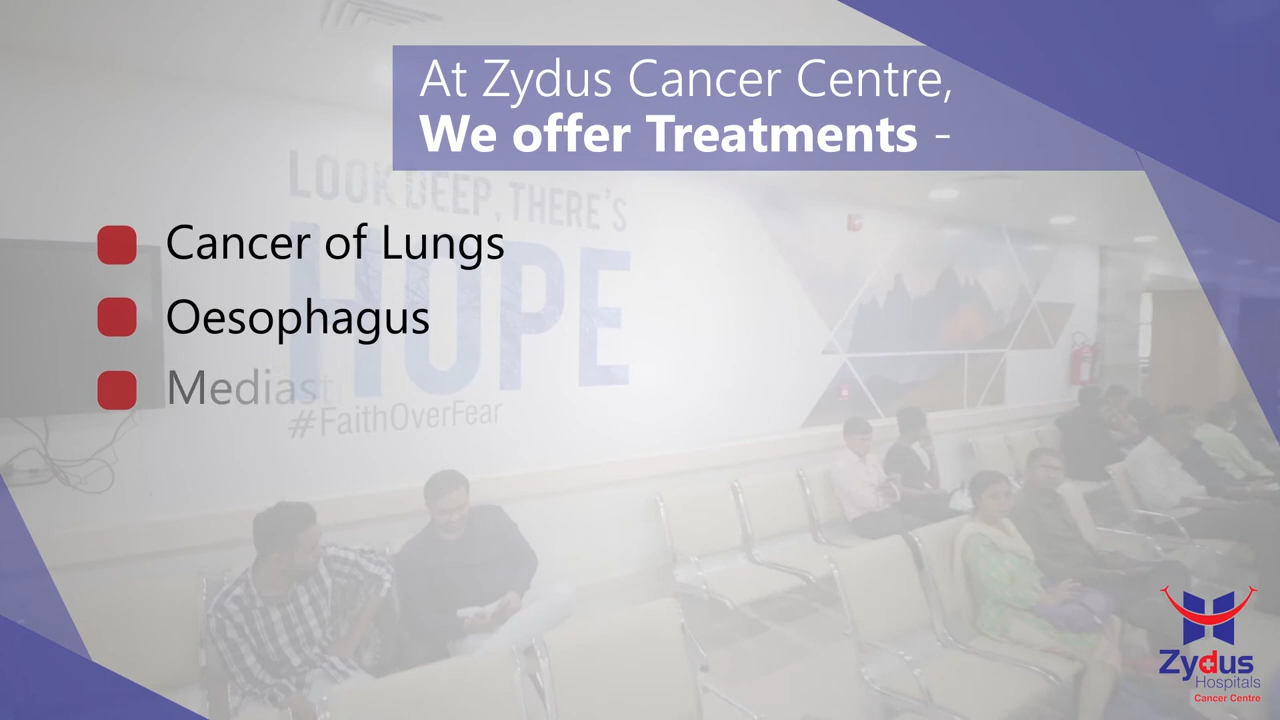 At Zydus Cancer Centre,
We offer Treatments -
LOOK DEEP, THERE'S
HOPE
#FaithOverFear
Cancer of Lungs
Oesophagus
Mediast
Zydus
Hospitals
Cancer Centre